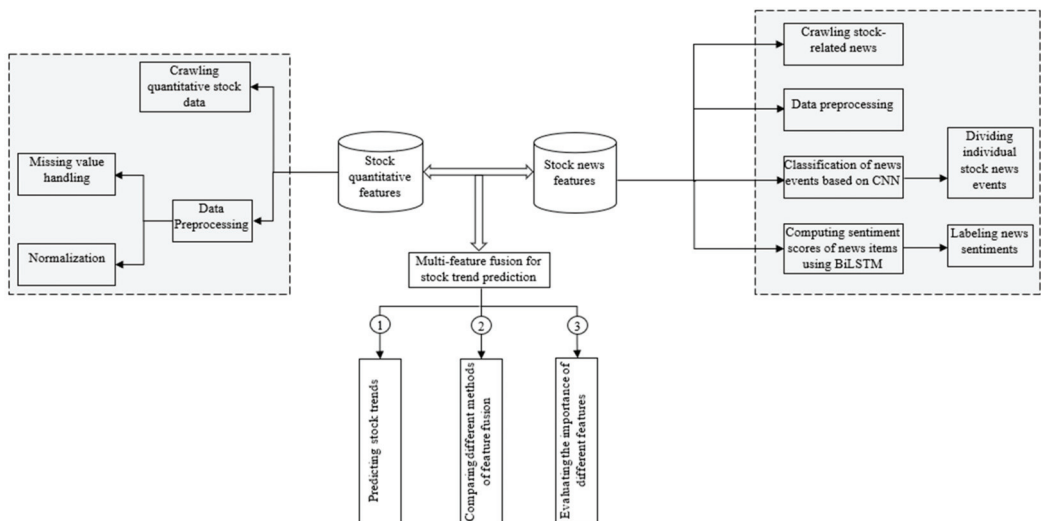 Crawling
quantitative stock
data
Missing value
handling
Data
Preprocessing
Normalization
Stock
quantitative
features
Stock news
features
Multi-feature fusion for
stock trend prediction
1
2
3
Predicting stock trends
Comparing different methods
of feature fusion
Evaluating the importance of
different features
Crawling stock-
related news
Data preprocessing
Classification of news
events based on CNN
Dividing
individual
stock news
events
Computing sentiment
scores of news items
using BiLSTM
Labeling news
sentiments